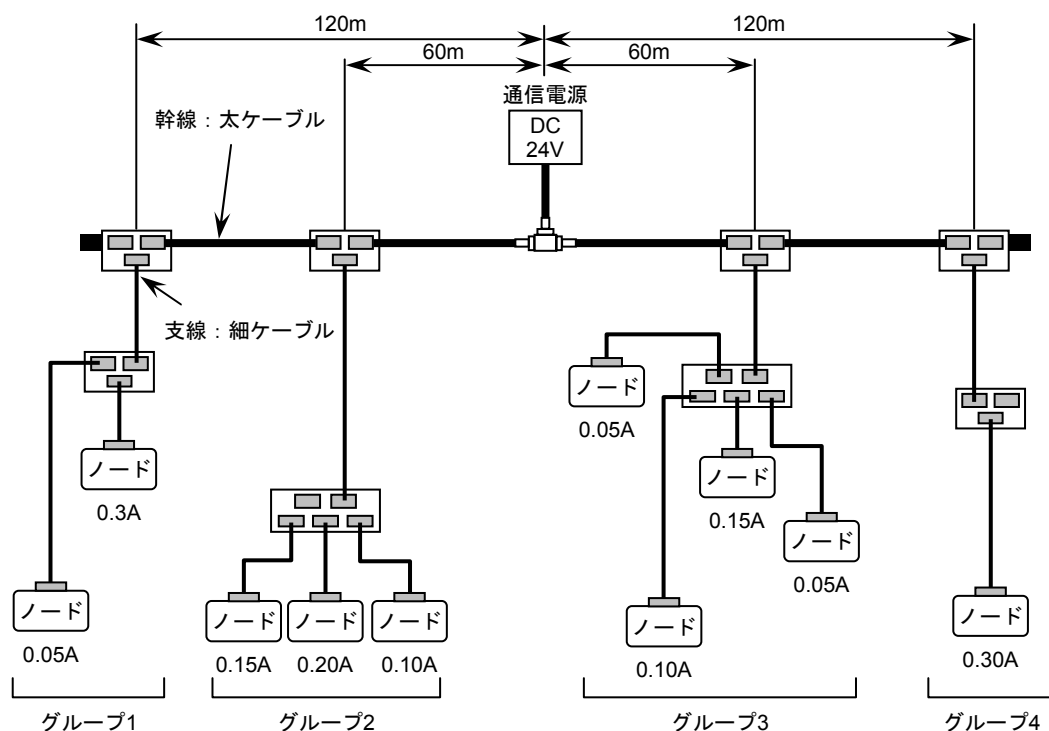 120m
120m
60m
60m
通信電源
DC
24V
幹線：太ケーブル
支線：細ケーブル
ノード
0.3A
ノード
0.05A
ノード
0.15A
ノード
0.20A
ノード
0.10A
ノード
0.05A
ノード
0.15A
ノード
0.05A
ノード
0.10A
ノード
0.30A
グループ1
グループ2
グループ3
グループ4